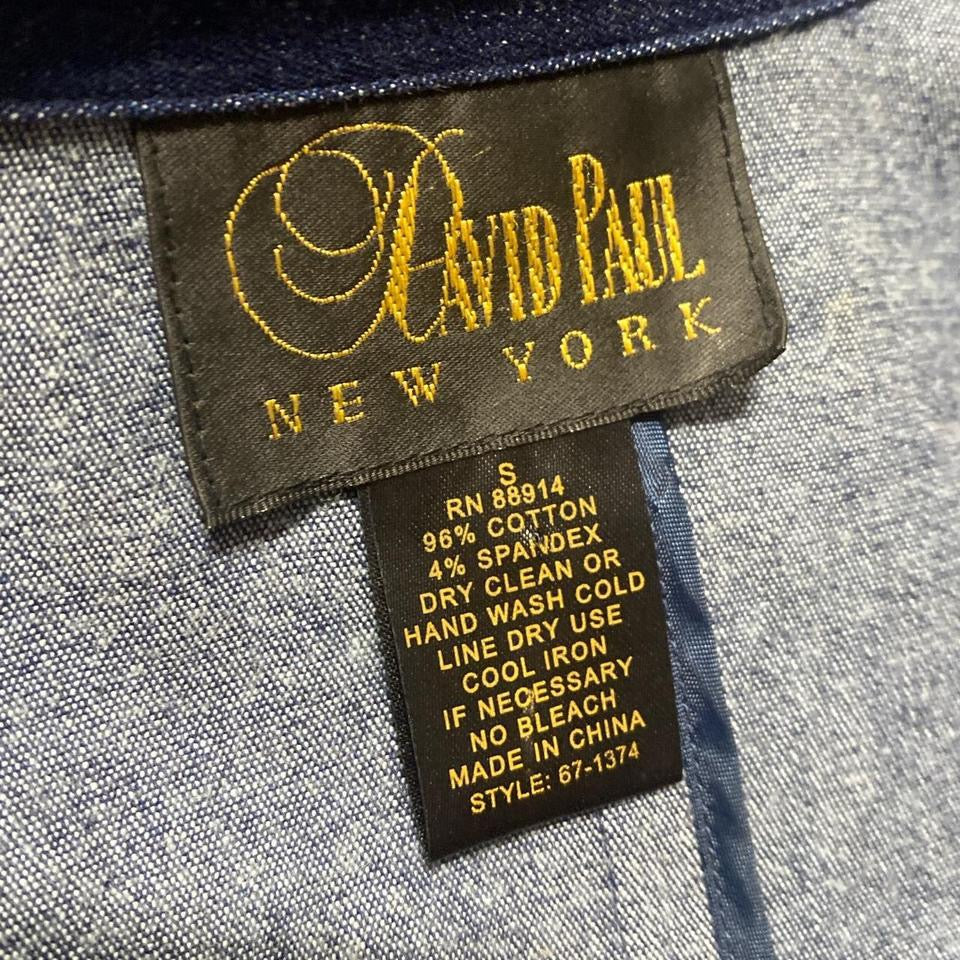 DAVID PAUL
NEW YORK
S
RN 88914
96% COTTON
4% SPANDEX
DRY CLEAN OR
HAND WASH COLD
LINE DRY USE
COOL IRON
IF NECESSARY
NO BLEACH
MADE IN CHINA
STYLE: 67-1374